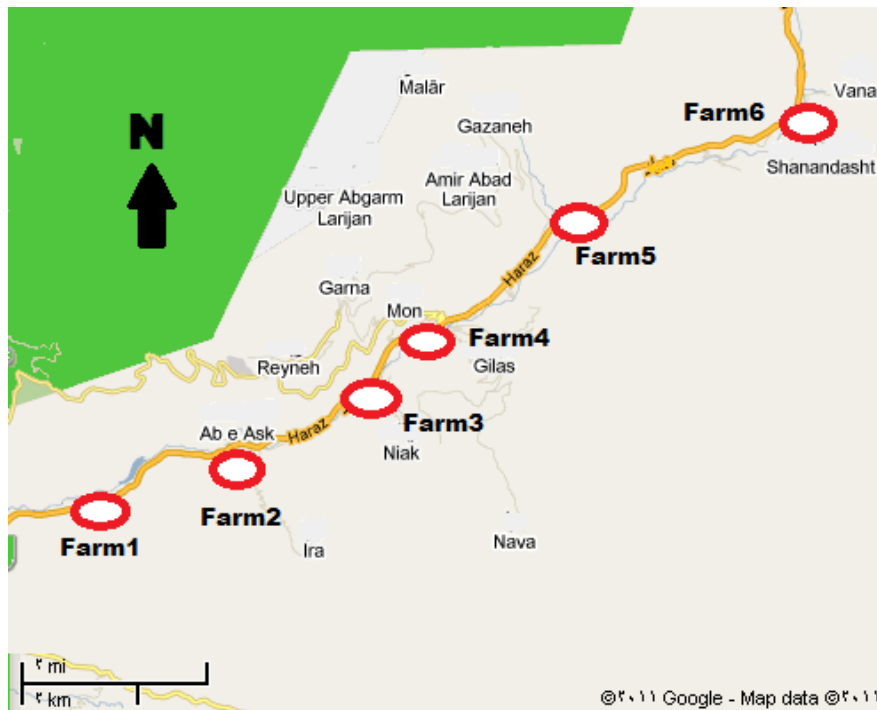 Malār
Vana
Farm6
Gazaneh
N
Shanandasht
Amir Abad
Larijan
Upper Abgarm
Larijan
Farm5
Haraz
Garna
Mon
Farm4
Reyneh
Gilas
Farm3
Ab e Ask
Haraz
Niak
Farm2
Farm1
Ira
Nava
۲ mi
۲ km
©۲۰۱۱ Google - Map data ©۲۰۱۱